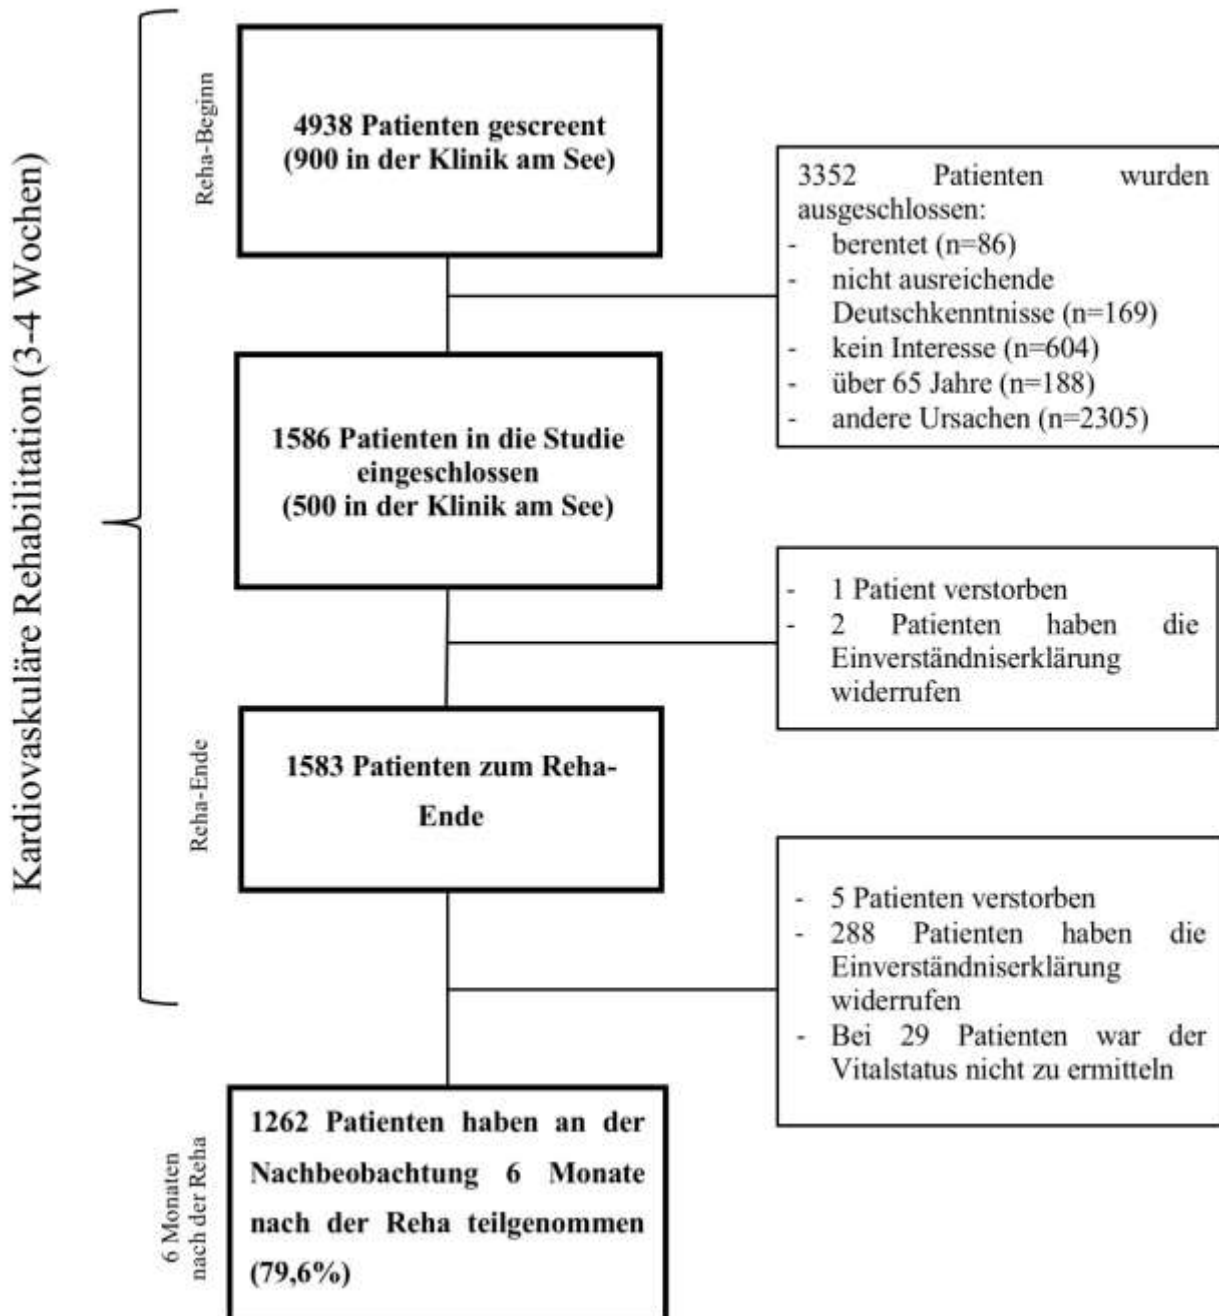 Kardiovaskuläre Rehabilitation (3-4 Wochen)
Reha-Beginn
4938 Patienten gescreent
(900 in der Klinik am See)
3352 Patienten wurden
ausgeschlossen:
- berentet (n=86)
- nicht ausreichende
Deutschkenntnisse (n=169)
- kein Interesse (n=604)
- über 65 Jahre (n=188)
- andere Ursachen (n=2305)
1586 Patienten in die Studie
eingeschlossen
(500 in der Klinik am See)
- 1 Patient verstorben
- 2 Patienten haben die
Einverständniserklärung
widerrufen
Reha-Ende
1583 Patienten zum Reha-
Ende
- 5 Patienten verstorben
- 288 Patienten haben die
Einverständniserklärung
widerrufen
- Bei 29 Patienten war der
Vitalstatus nicht zu ermitteln
6 Monaten
nach der Reha
1262 Patienten haben an der
Nachbeobachtung 6 Monate
nach der Reha teilgenommen
(79,6%)